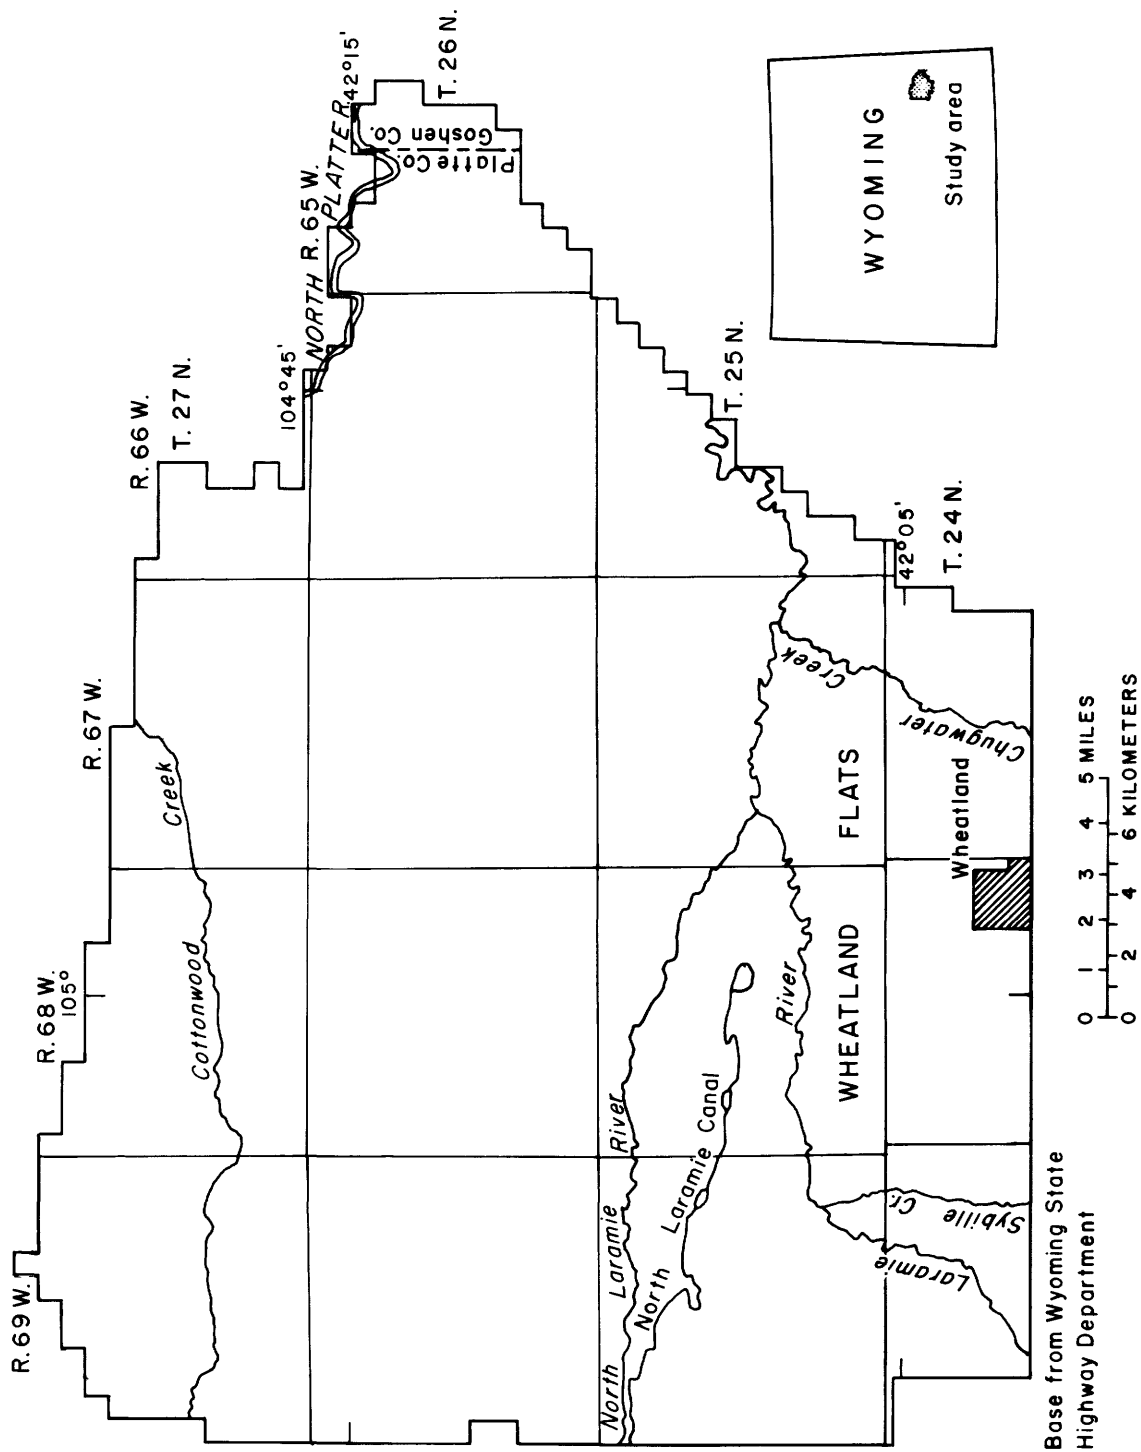 R. 69 W.
R. 68 W.
105°
R. 67 W.
R. 66 W.
T. 27 N.
104°45'
NORTH PLATTE R.
R. 65 W.
42°15'
T. 26 N.
Platte Co.
Goshen Co.
Cottonwood Creek
North Laramie River
North Laramie Canal
River
WHEATLAND FLATS
T. 25 N.
42°05'
T. 24 N.
Laramie
Sybille Cr.
Chugwater Creek
Wheatland
WYOMING
Study area
Base from Wyoming State
Highway Department
0 1 2 3 4 5 MILES
0 2 4 6 KILOMETERS